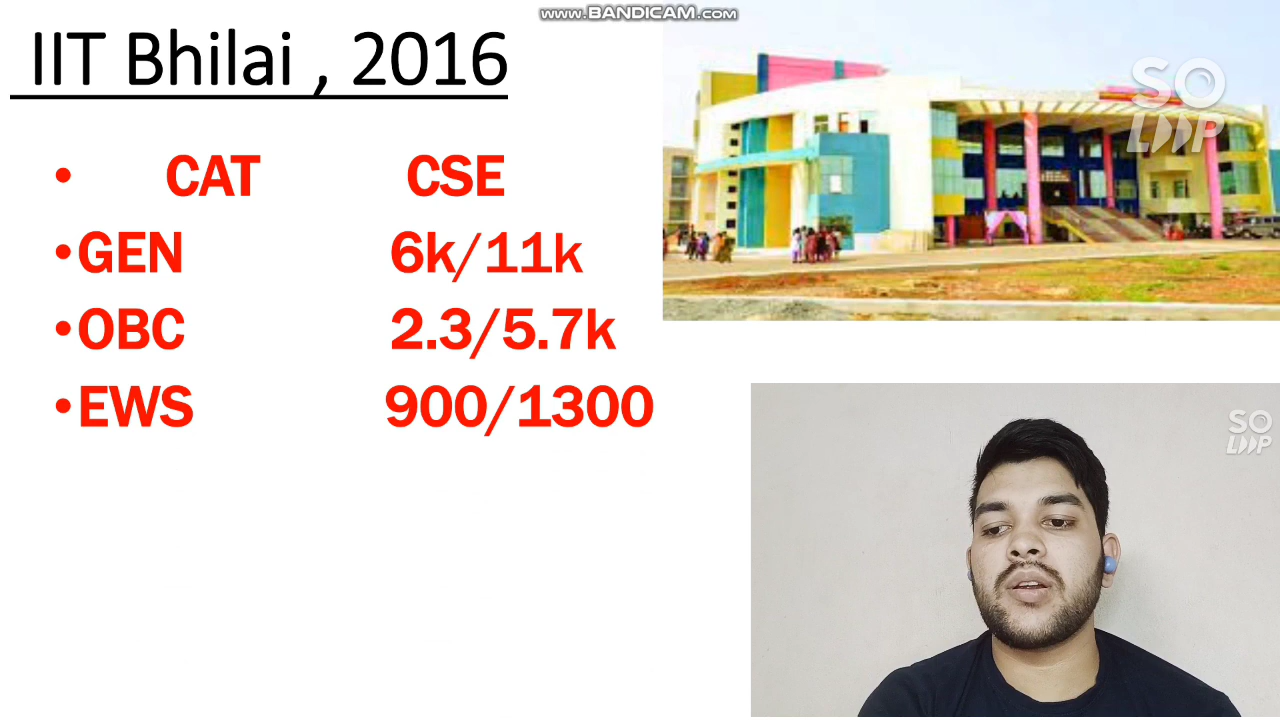 www.BANDICAM.com
IIT Bhilai , 2016
• CAT CSE
•GEN 6k/11k
•OBC 2.3/5.7k
•EWS 900/1300
SO
LOOP
SO
LOOP